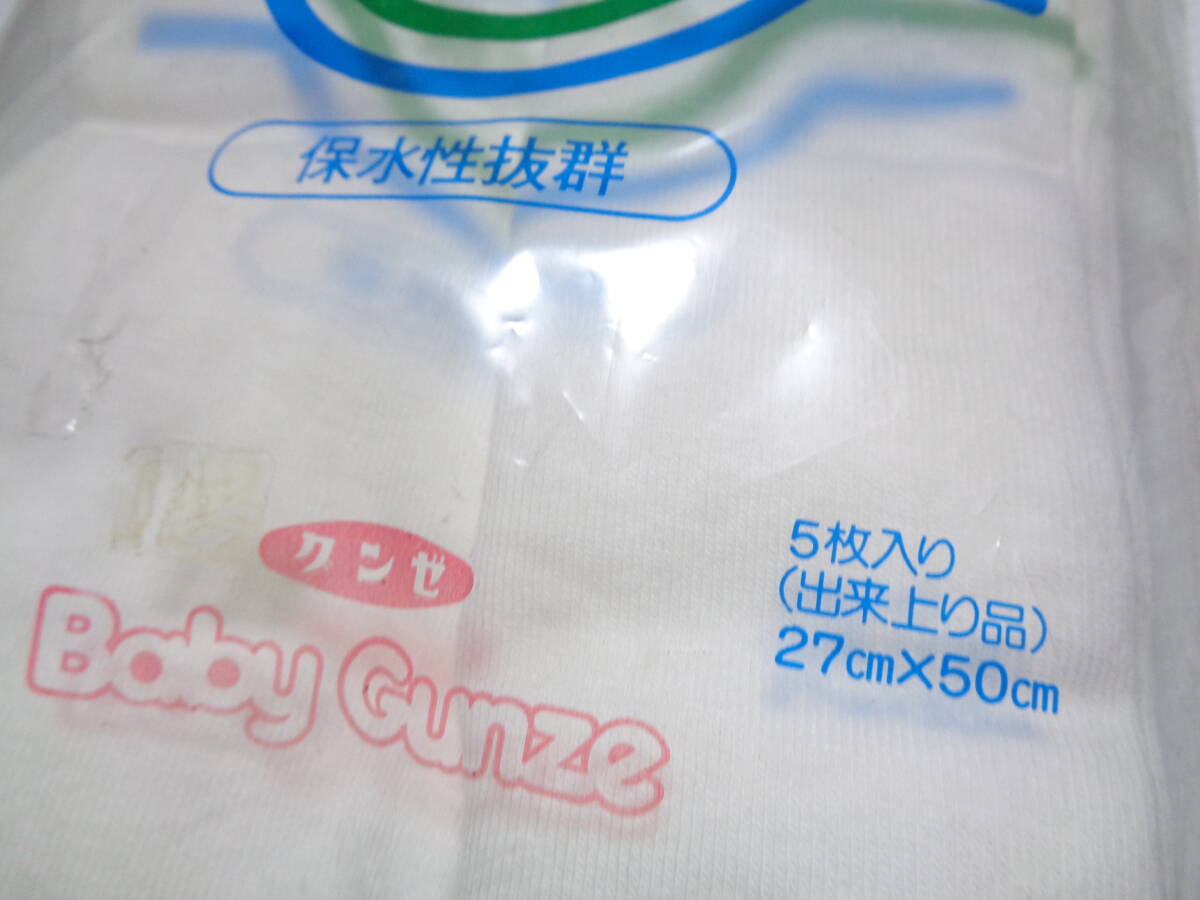 保水性抜群
グンゼ
Baby Gunze
5枚入り
(出来上り品)
27cm×50cm